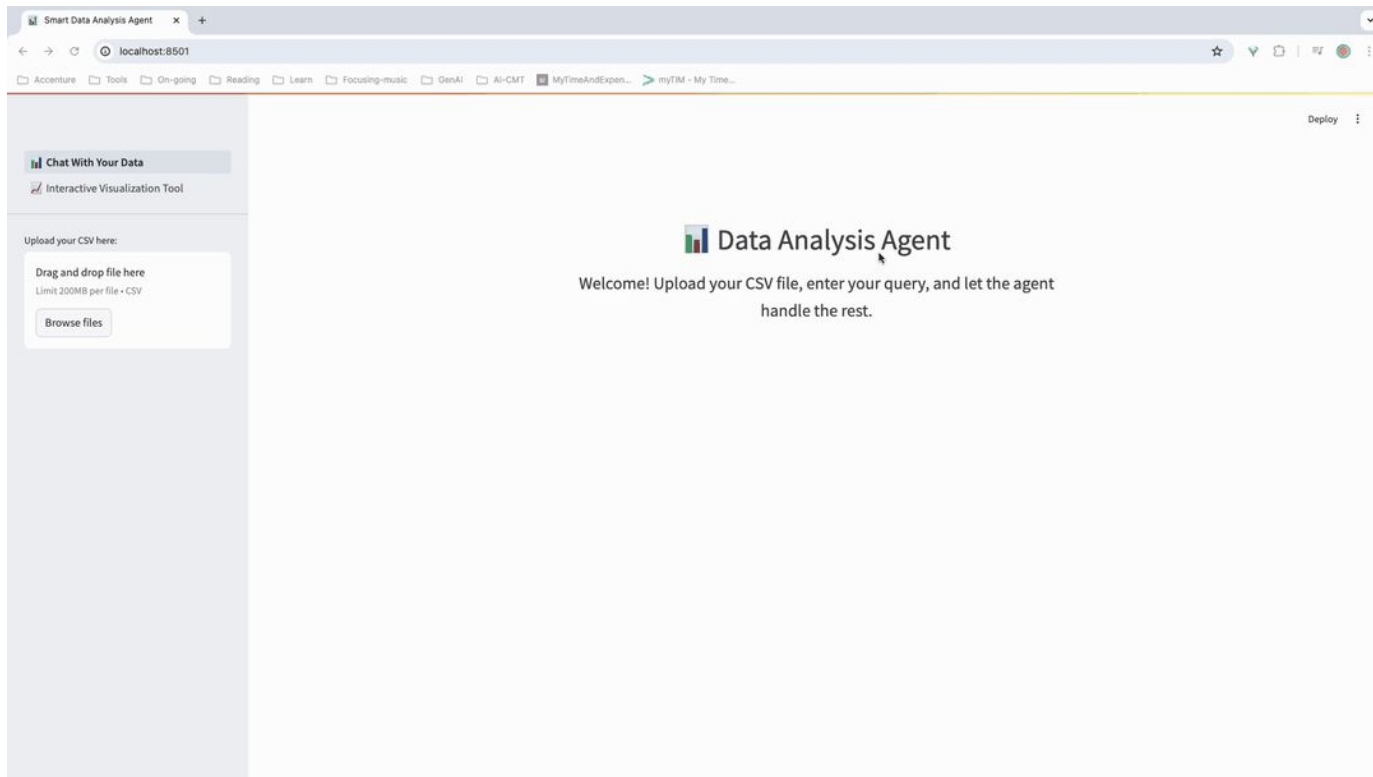 Smart Data Analysis Agent
localhost:8501
Accenture Tools On-going Reading Learn Focusing-music GenAI AI-CMT MyTimeAndExpen... myTIM - My Time...
Deploy
Chat With Your Data
Interactive Visualization Tool
Upload your CSV here:
Drag and drop file here
Limit 200MB per file • CSV
Browse files
Data Analysis Agent
Welcome! Upload your CSV file, enter your query, and let the agent
handle the rest.